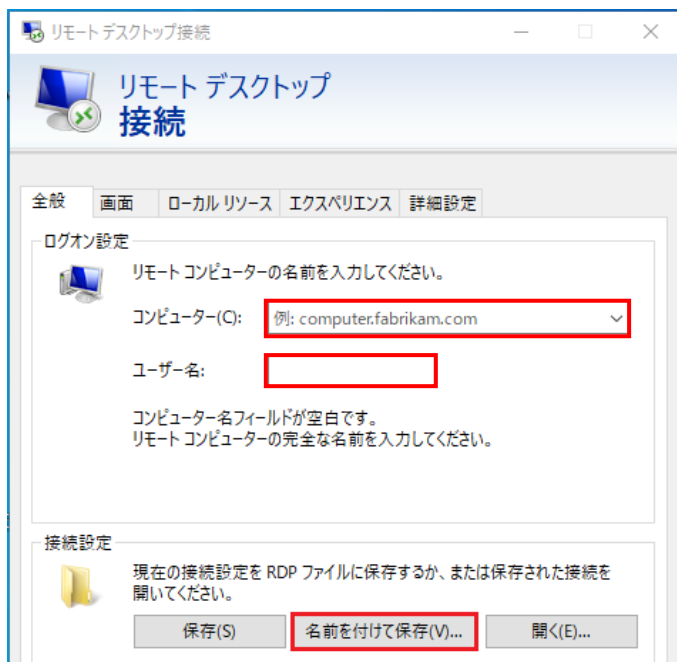 リモート デスクトップ接続
リモート デスクトップ
接続
全般 画面 ローカル リソース エクスペリエンス 詳細設定
ログオン設定
リモート コンピューターの名前を入力してください。
コンピューター(C): 例: computer.fabrikam.com
ユーザー名:
コンピューター名フィールドが空白です。
リモート コンピューターの完全な名前を入力してください。
接続設定
現在の接続設定を RDP ファイルに保存するか、または保存された接続を
開いてください。
保存(S) 名前を付けて保存(V)... 開く(E)...